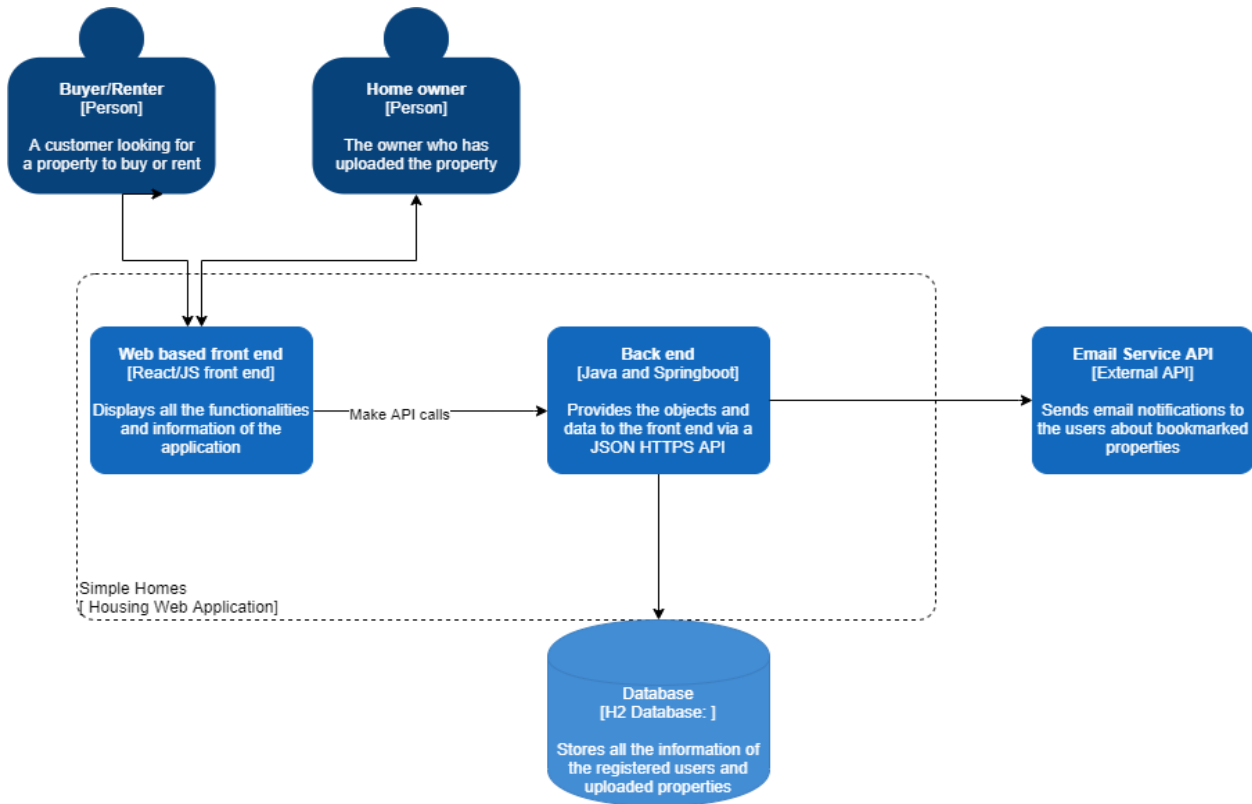 Buyer/Renter
[Person]
A customer looking for
a property to buy or rent
Home owner
[Person]
The owner who has
uploaded the property
Web based front end
[React/JS front end]
Displays all the functionalities
and information of the
application
Make API calls
Back end
[Java and Springboot]
Provides the objects and
data to the front end via a
JSON HTTPS API
Email Service API
[External API]
Sends email notifications to
the users about bookmarked
properties
Simple Homes
[ Housing Web Application]
Database
[H2 Database: ]
Stores all the information of
the registered users and
uploaded properties